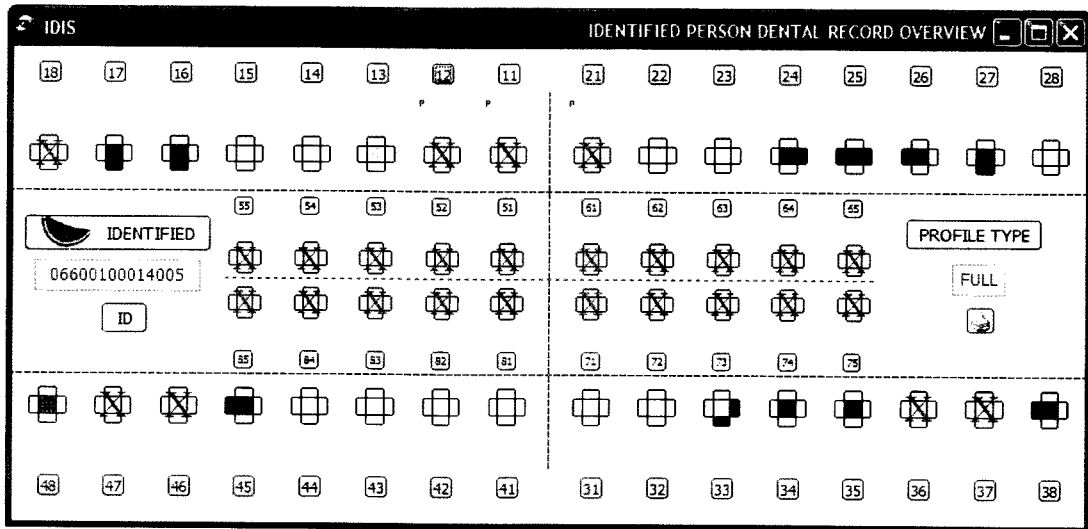 IDIS IDENTIFIED PERSON DENTAL RECORD OVERVIEW
18 17 16 15 14 13 12 11 21 22 23 24 25 26 27 28
P P P
55 54 53 52 51 61 62 63 64 65
IDENTIFIED PROFILE TYPE
06600100014005 FULL
ID
85 84 83 82 81 71 72 73 74 75
48 47 46 45 44 43 42 41 31 32 33 34 35 36 37 38